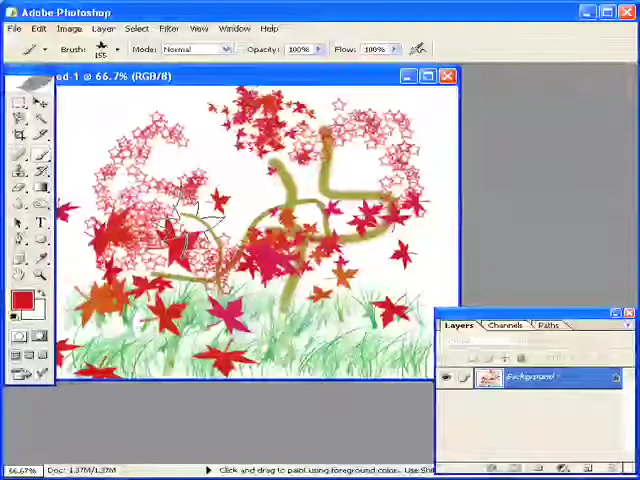 Adobe Photoshop
File Edit Image Layer Select Filter View Window Help
Brush: 155 Mode: Normal Opacity: 100% Flow: 100%
ed-1 @ 66.7% (RGB/8)
Layers Channels Paths
Background
66.67% Doc: 1.37M/1.37M Click and drag to paint using foreground color. Use Shi